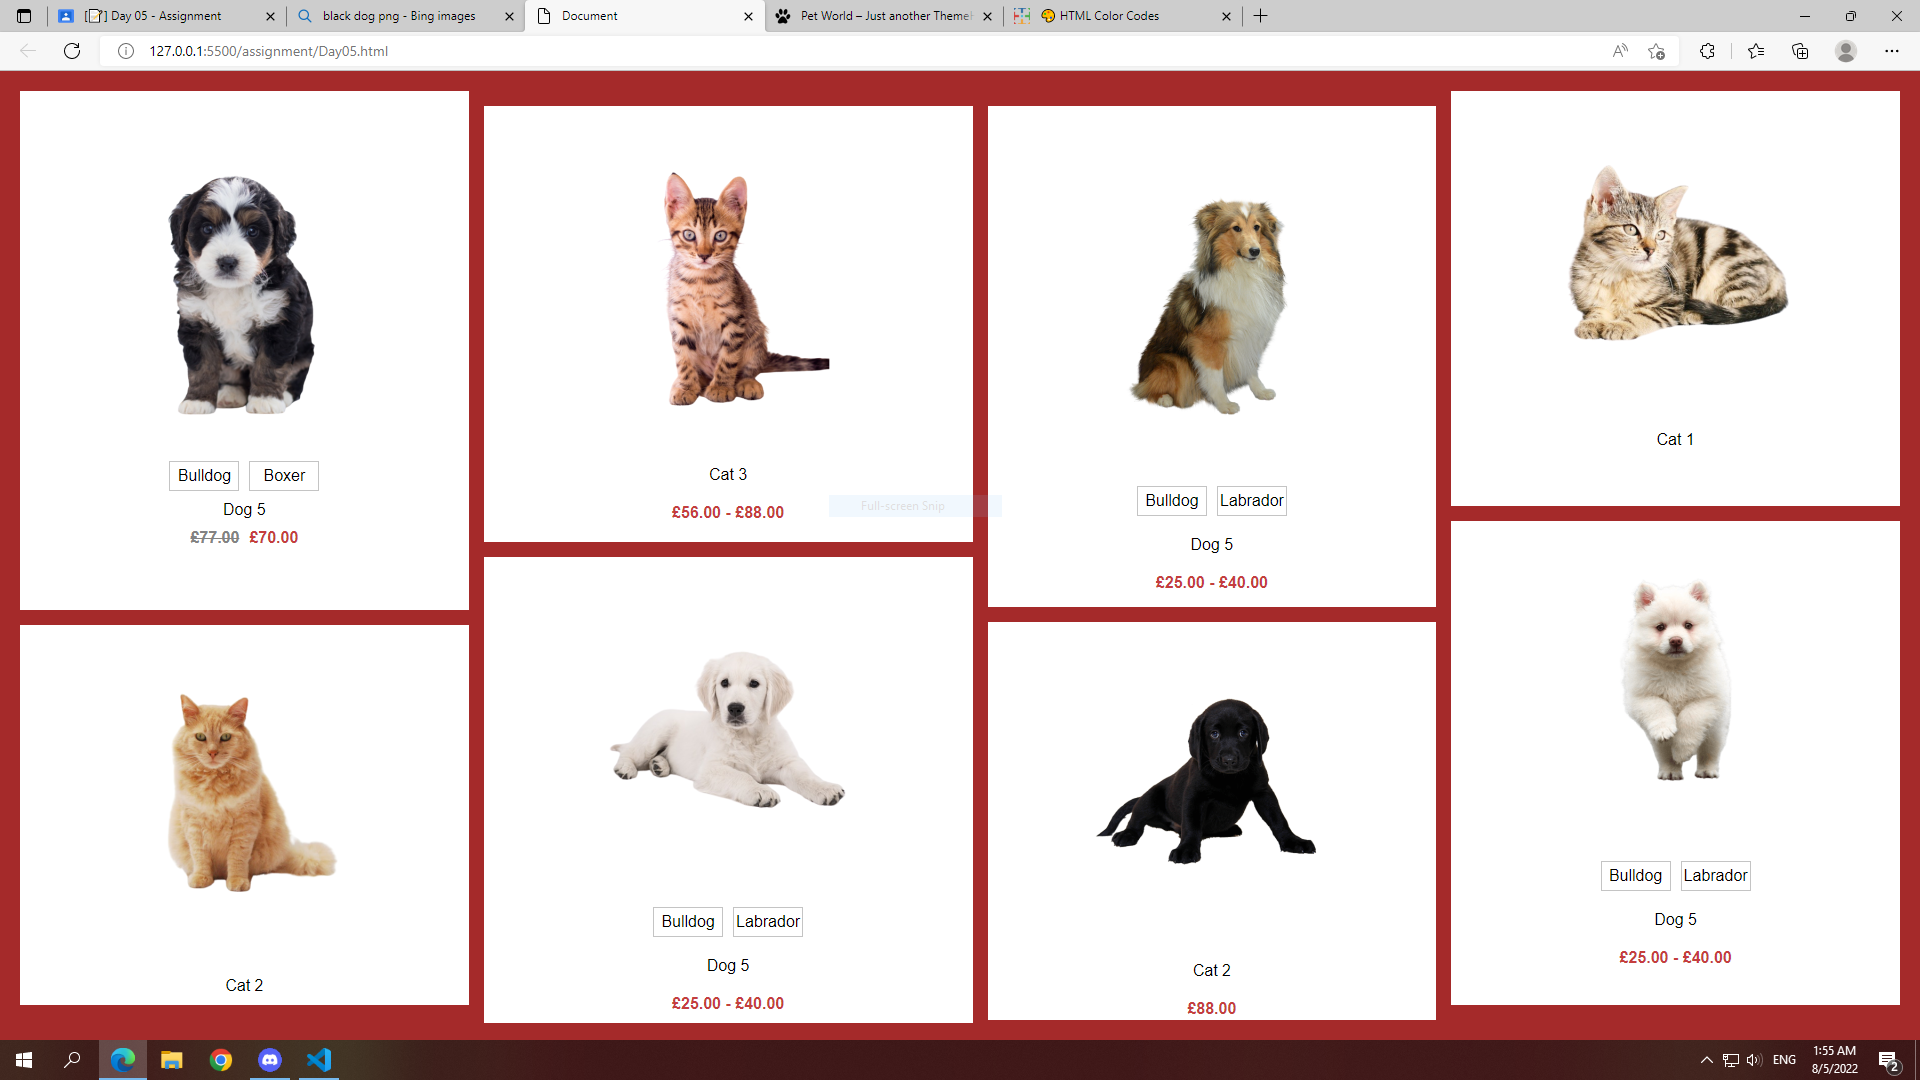 [📝] Day 05 - Assignment
black dog png - Bing images
Document
Pet World – Just another Theme
🎨 HTML Color Codes
127.0.0.1:5500/assignment/Day05.html
Bulldog
Boxer
Dog 5
£77.00 £70.00
Cat 2
Cat 3
£56.00 - £88.00
Full-screen Snip
Bulldog
Labrador
Dog 5
£25.00 - £40.00
Bulldog
Labrador
Dog 5
£25.00 - £40.00
Cat 2
£88.00
Cat 1
Bulldog
Labrador
Dog 5
£25.00 - £40.00
ENG
1:55 AM
8/5/2022
2